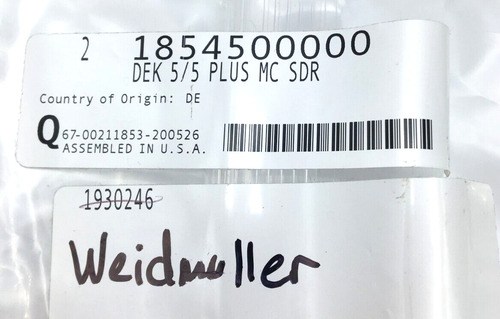 2 1854500000
DEK 5/5 PLUS MC SDR
Country of Origin: DE
Q 67-00211853-200526
ASSEMBLED IN U.S.A.
1930246
Weidmuller